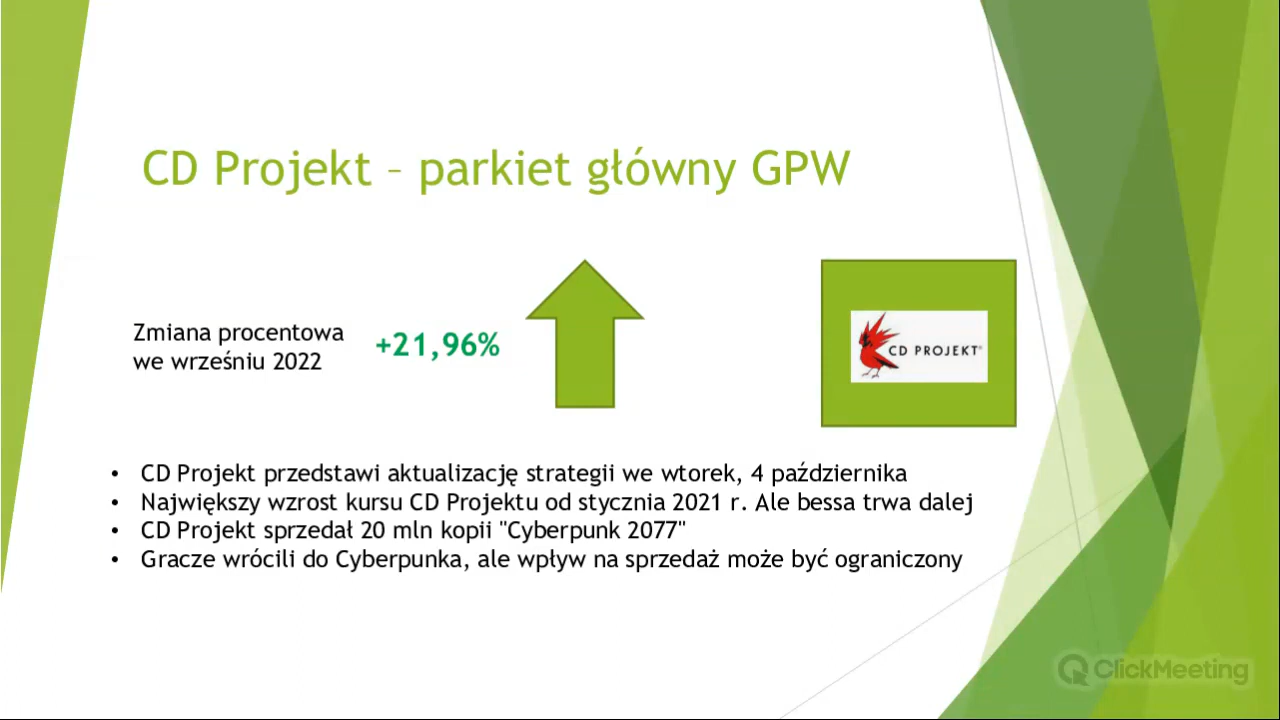 CD Projekt – parkiet główny GPW
Zmiana procentowa
we wrześniu 2022
+21,96%
CD PROJEKT®
• CD Projekt przedstawi aktualizację strategii we wtorek, 4 października
• Największy wzrost kursu CD Projektu od stycznia 2021 r. Ale bessa trwa dalej
• CD Projekt sprzedał 20 mln kopii "Cyberpunk 2077"
• Gracze wrócili do Cyberpunka, ale wpływ na sprzedaż może być ograniczony
ClickMeeting